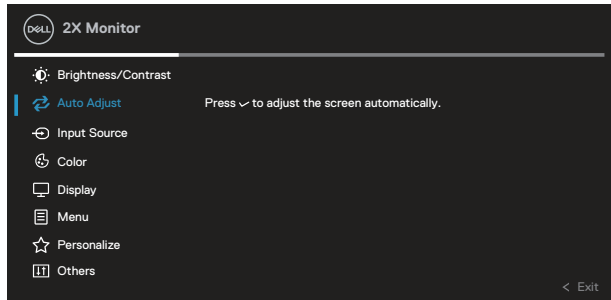 DELL 2X Monitor
Brightness/Contrast
Auto Adjust Press ✓ to adjust the screen automatically.
Input Source
Color
Display
Menu
Personalize
Others
< Exit